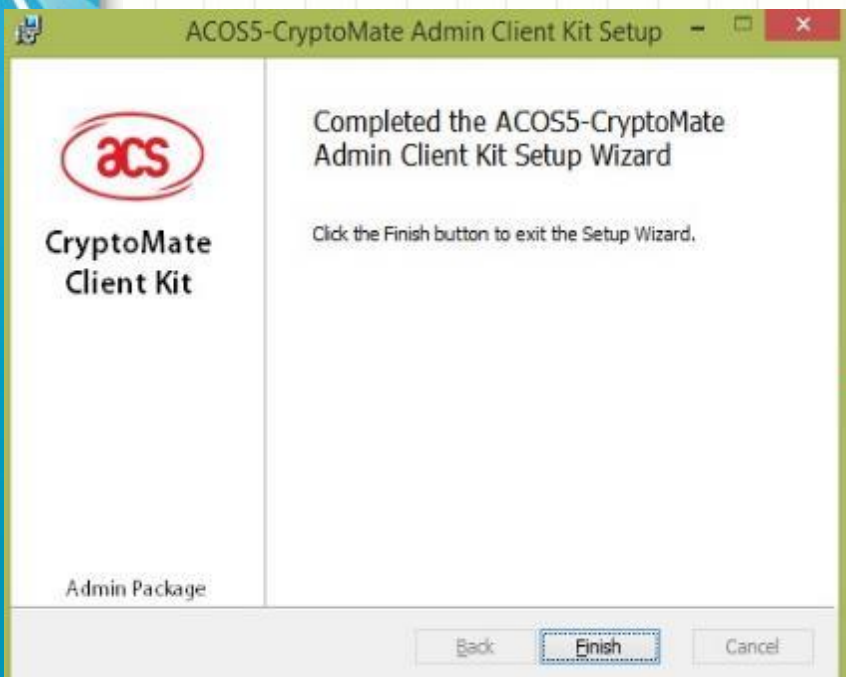 ACOS5-CryptoMate Admin Client Kit Setup
acs
CryptoMate
Client Kit
Admin Package
Completed the ACOS5-CryptoMate
Admin Client Kit Setup Wizard
Click the Finish button to exit the Setup Wizard.
Back
Finish
Cancel